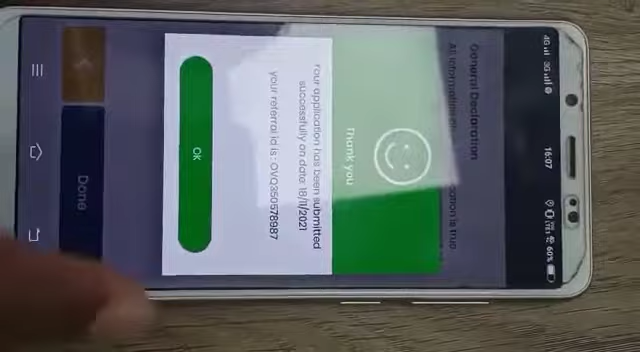 16:07
60%
General Declaration
Thank you
Your application has been submitted
successfully on date: 18/11/2021
your referral id is : OVQ350578987
OK
Done